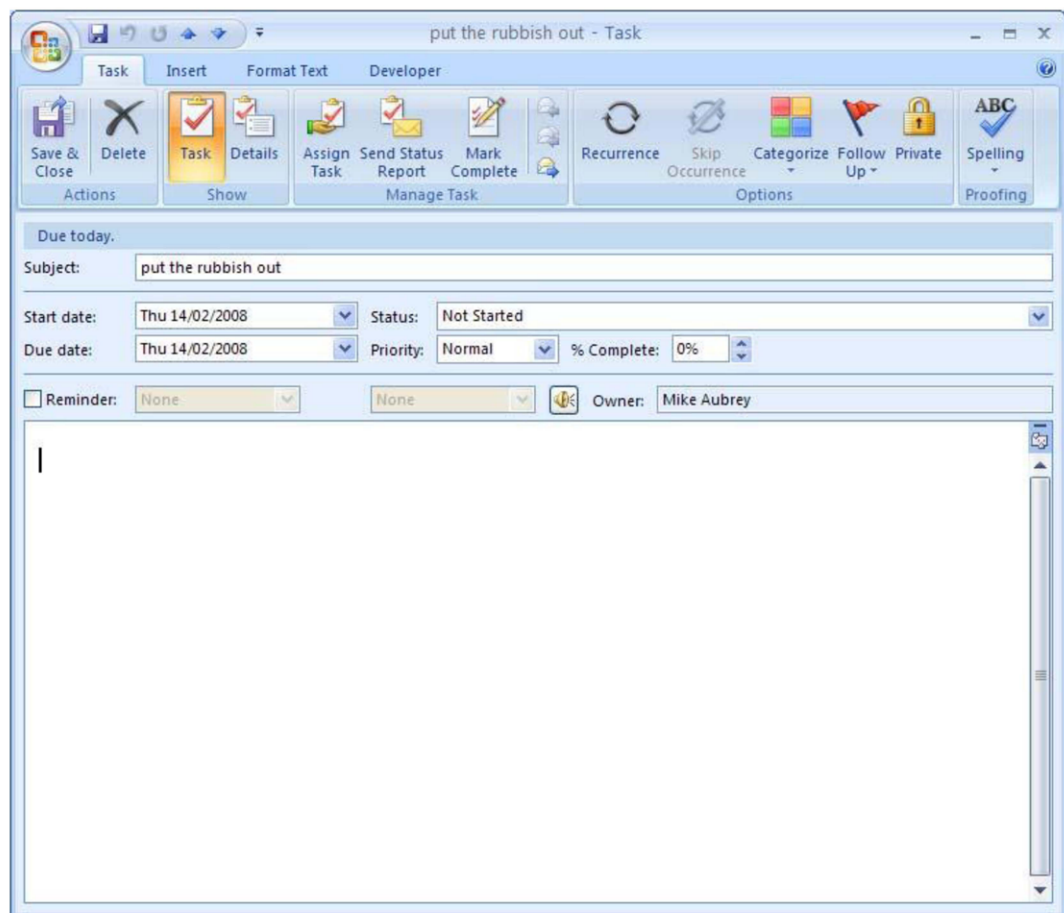 put the rubbish out - Task
Task Insert Format Text Developer
Save & Close Delete Task Details Assign Task Send Status Report Mark Complete Recurrence Skip Occurrence Categorize Follow Up Private ABC Spelling
Actions Show Manage Task Options Proofing
Due today.
Subject: put the rubbish out
Start date: Thu 14/02/2008 Status: Not Started
Due date: Thu 14/02/2008 Priority: Normal % Complete: 0%
Reminder: None None Owner: Mike Aubrey